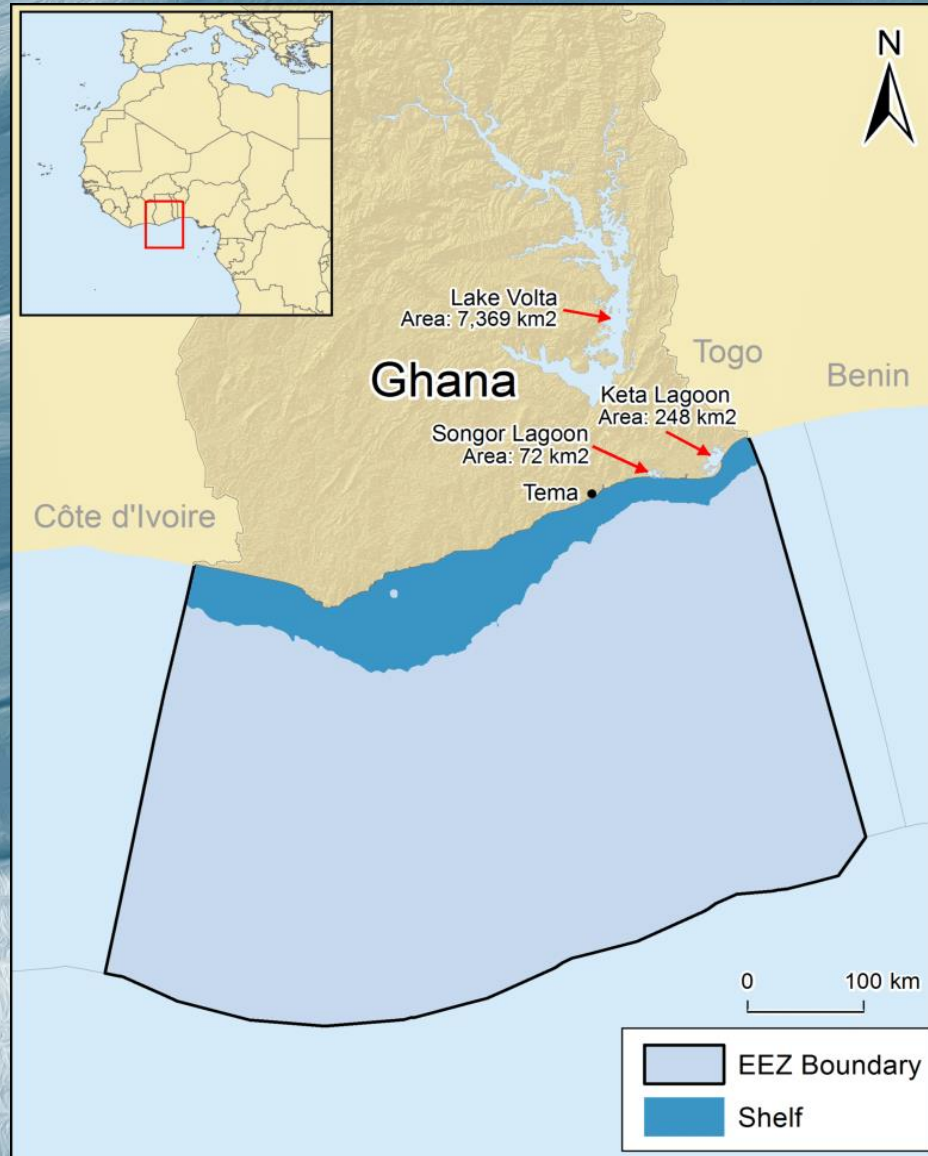 N
Lake Volta
Area: 7,369 km2
Togo
Ghana
Benin
Keta Lagoon
Area: 248 km2
Songor Lagoon
Area: 72 km2
Tema
Côte d'Ivoire
0 100 km
EEZ Boundary
Shelf